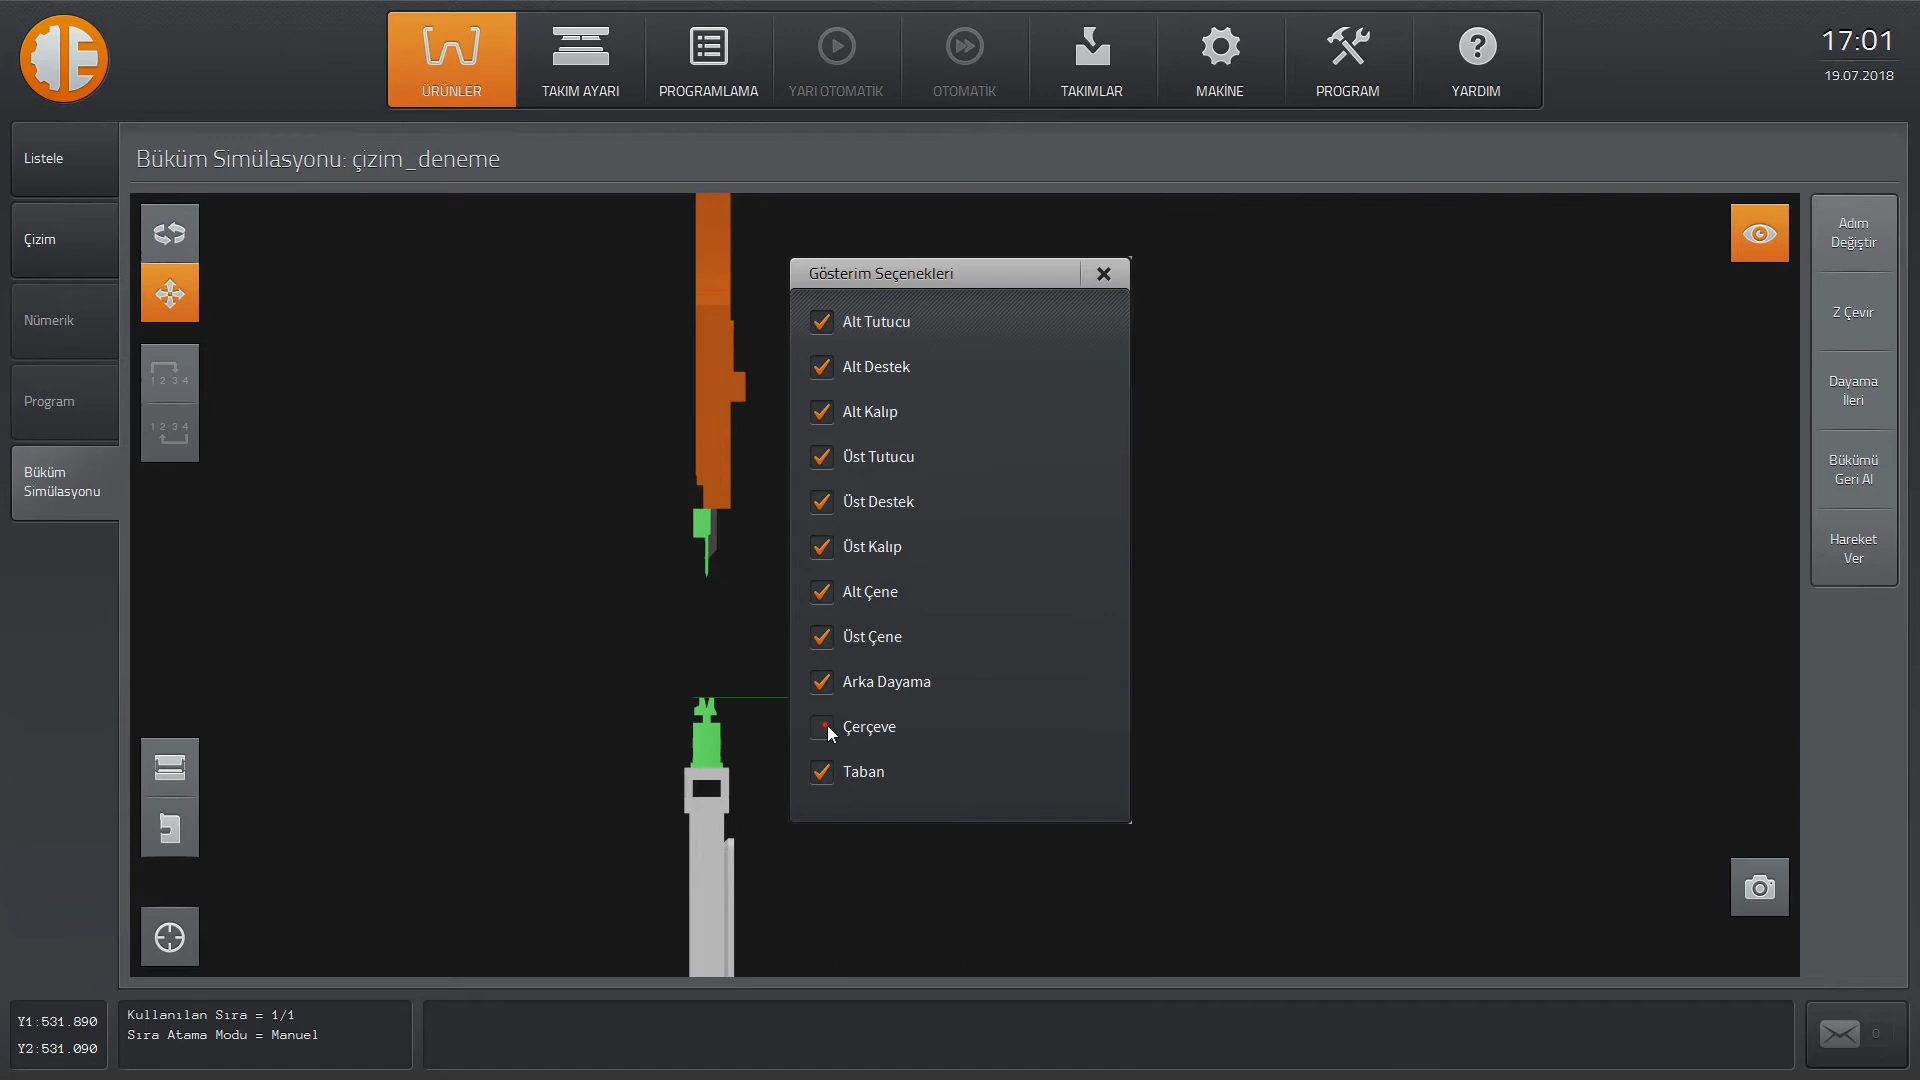 ÜRÜNLER
TAKIM AYARI
PROGRAMLAMA
YARI OTOMATİK
OTOMATİK
TAKIMLAR
MAKİNE
PROGRAM
YARDIM
17:01
19.07.2018
Listele
Çizim
Nümerik
Program
Büküm
Simülasyonu
Büküm Simülasyonu: çizim_deneme
1 2 3 4
1 2 3 4
Gösterim Seçenekleri
Alt Tutucu
Alt Destek
Alt Kalıp
Üst Tutucu
Üst Destek
Üst Kalıp
Alt Çene
Üst Çene
Arka Dayama
Çerçeve
Taban
Adım
Değiştir
Z Çevir
Dayama
İleri
Bükümü
Geri Al
Hareket
Ver
Y1:531.890
Y2:531.090
Kullanılan Sıra = 1/1
Sıra Atama Modu = Manuel
0